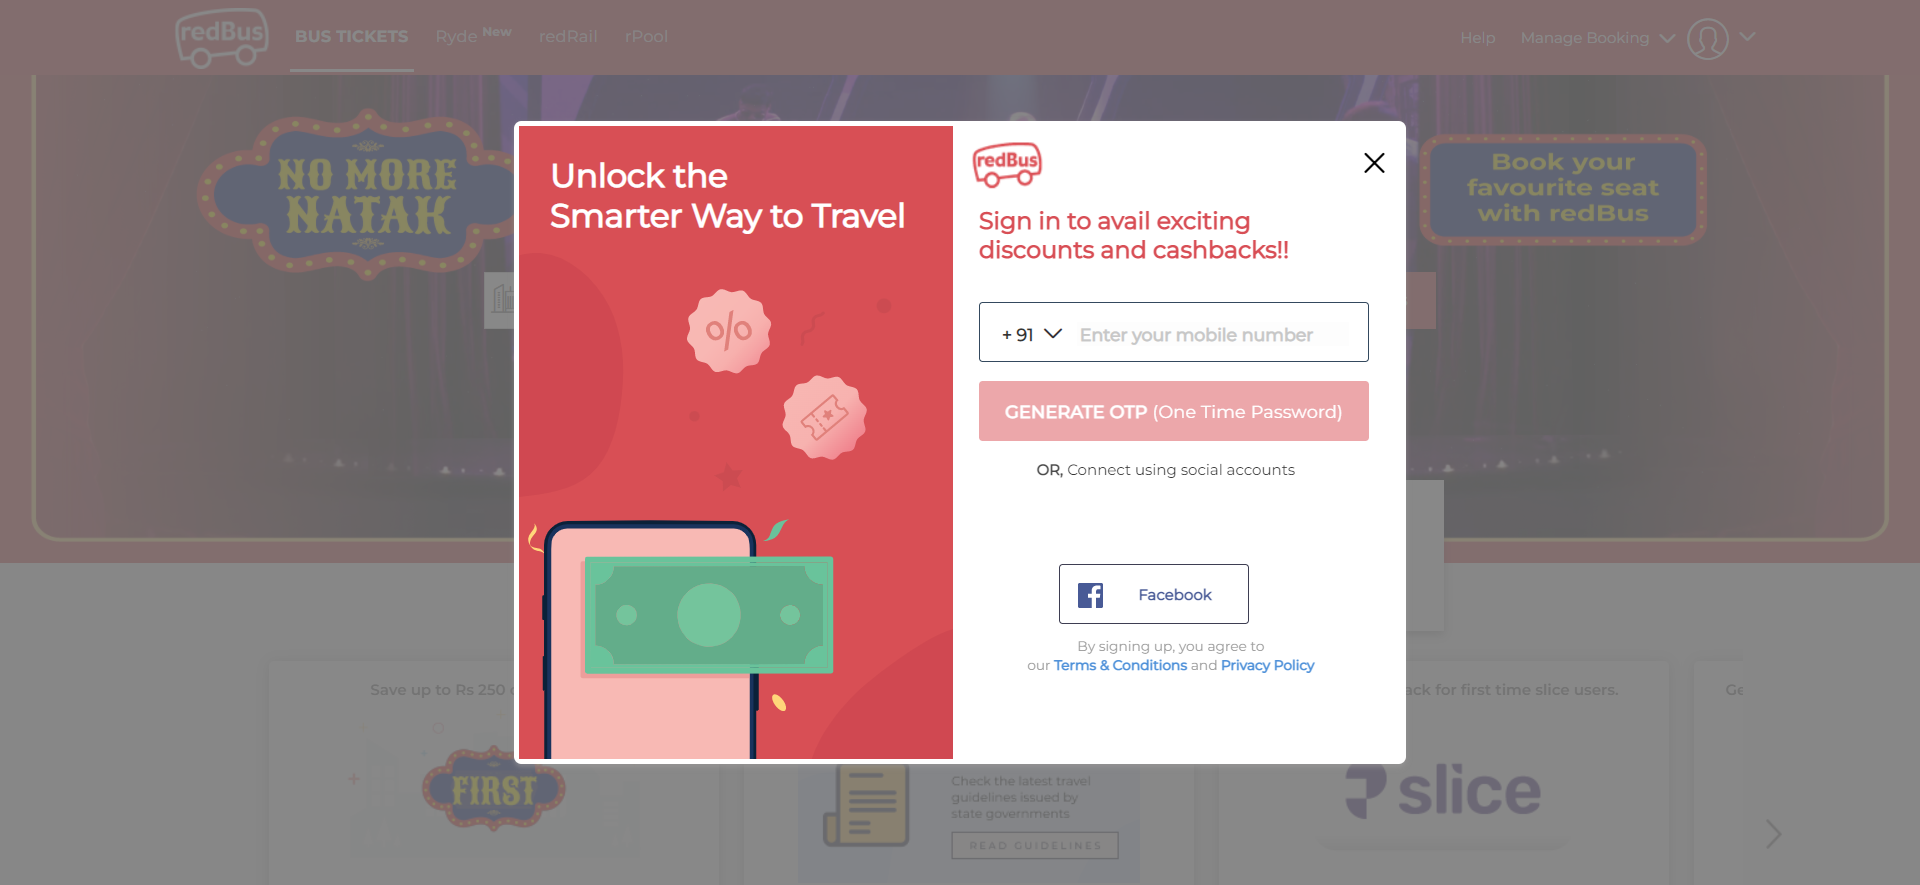 redBus
BUS TICKETS
Ryde New
redRail
rPool
Help
Manage Booking
NO MORE
NATAK
Book your
favourite seat
with redBus
Unlock the
Smarter Way to Travel
%
redBus
Sign in to avail exciting
discounts and cashbacks!!
+ 91
Enter your mobile number
GENERATE OTP (One Time Password)
OR, Connect using social accounts
Facebook
By signing up, you agree to
our Terms & Conditions and Privacy Policy
Save up to Rs 250
for first time slice users.
FIRST
Check the latest travel
guidelines issued by
state governments
READ GUIDELINES
slice